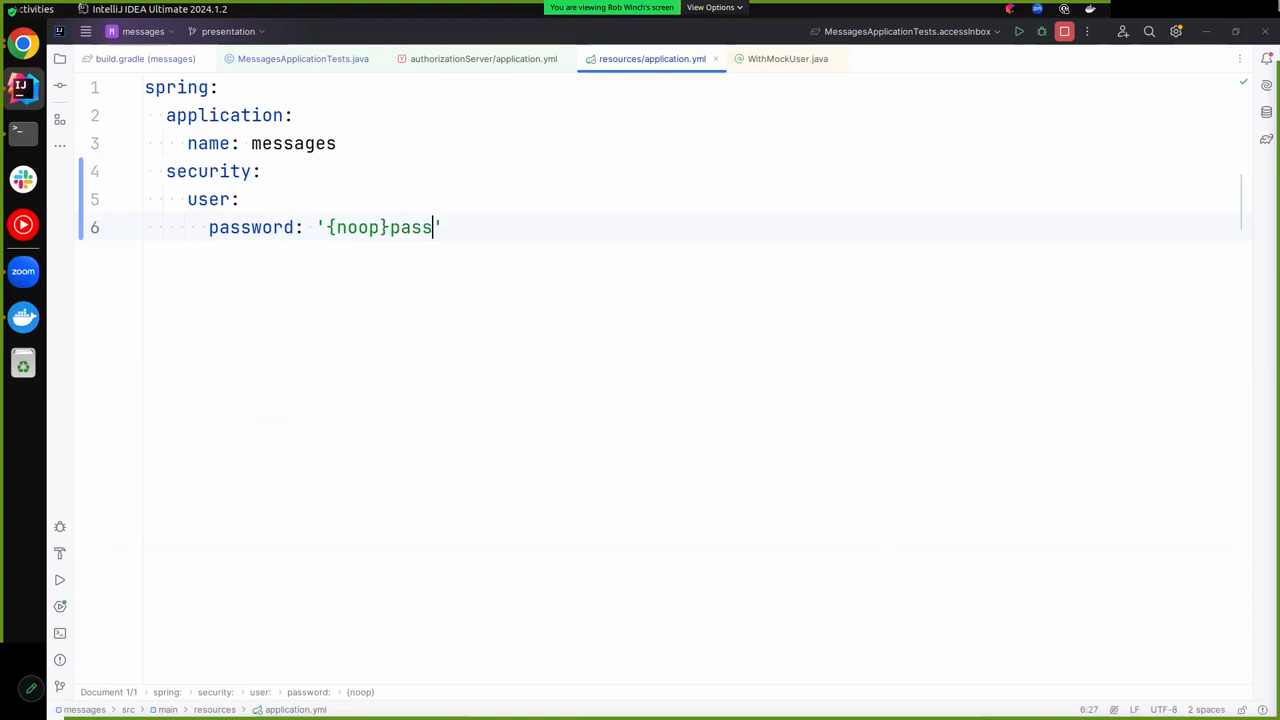 ctivities
IntelliJ IDEA Ultimate 2024.1.2
You are viewing Rob Winch's screen
View Options
M messages
presentation
MessagesApplicationTests.accessInbox
build.gradle (messages)
MessagesApplicationTests.java
authorizationServer/application.yml
resources/application.yml
WithMockUser.java
1 spring:
2 application:
3 name: messages
4 security:
5 user:
6 password: '{noop}pass'
zoom
Document 1/1 spring: security: user: password: {noop}
messages src main resources application.yml
6:27 LF UTF-8 2 spaces